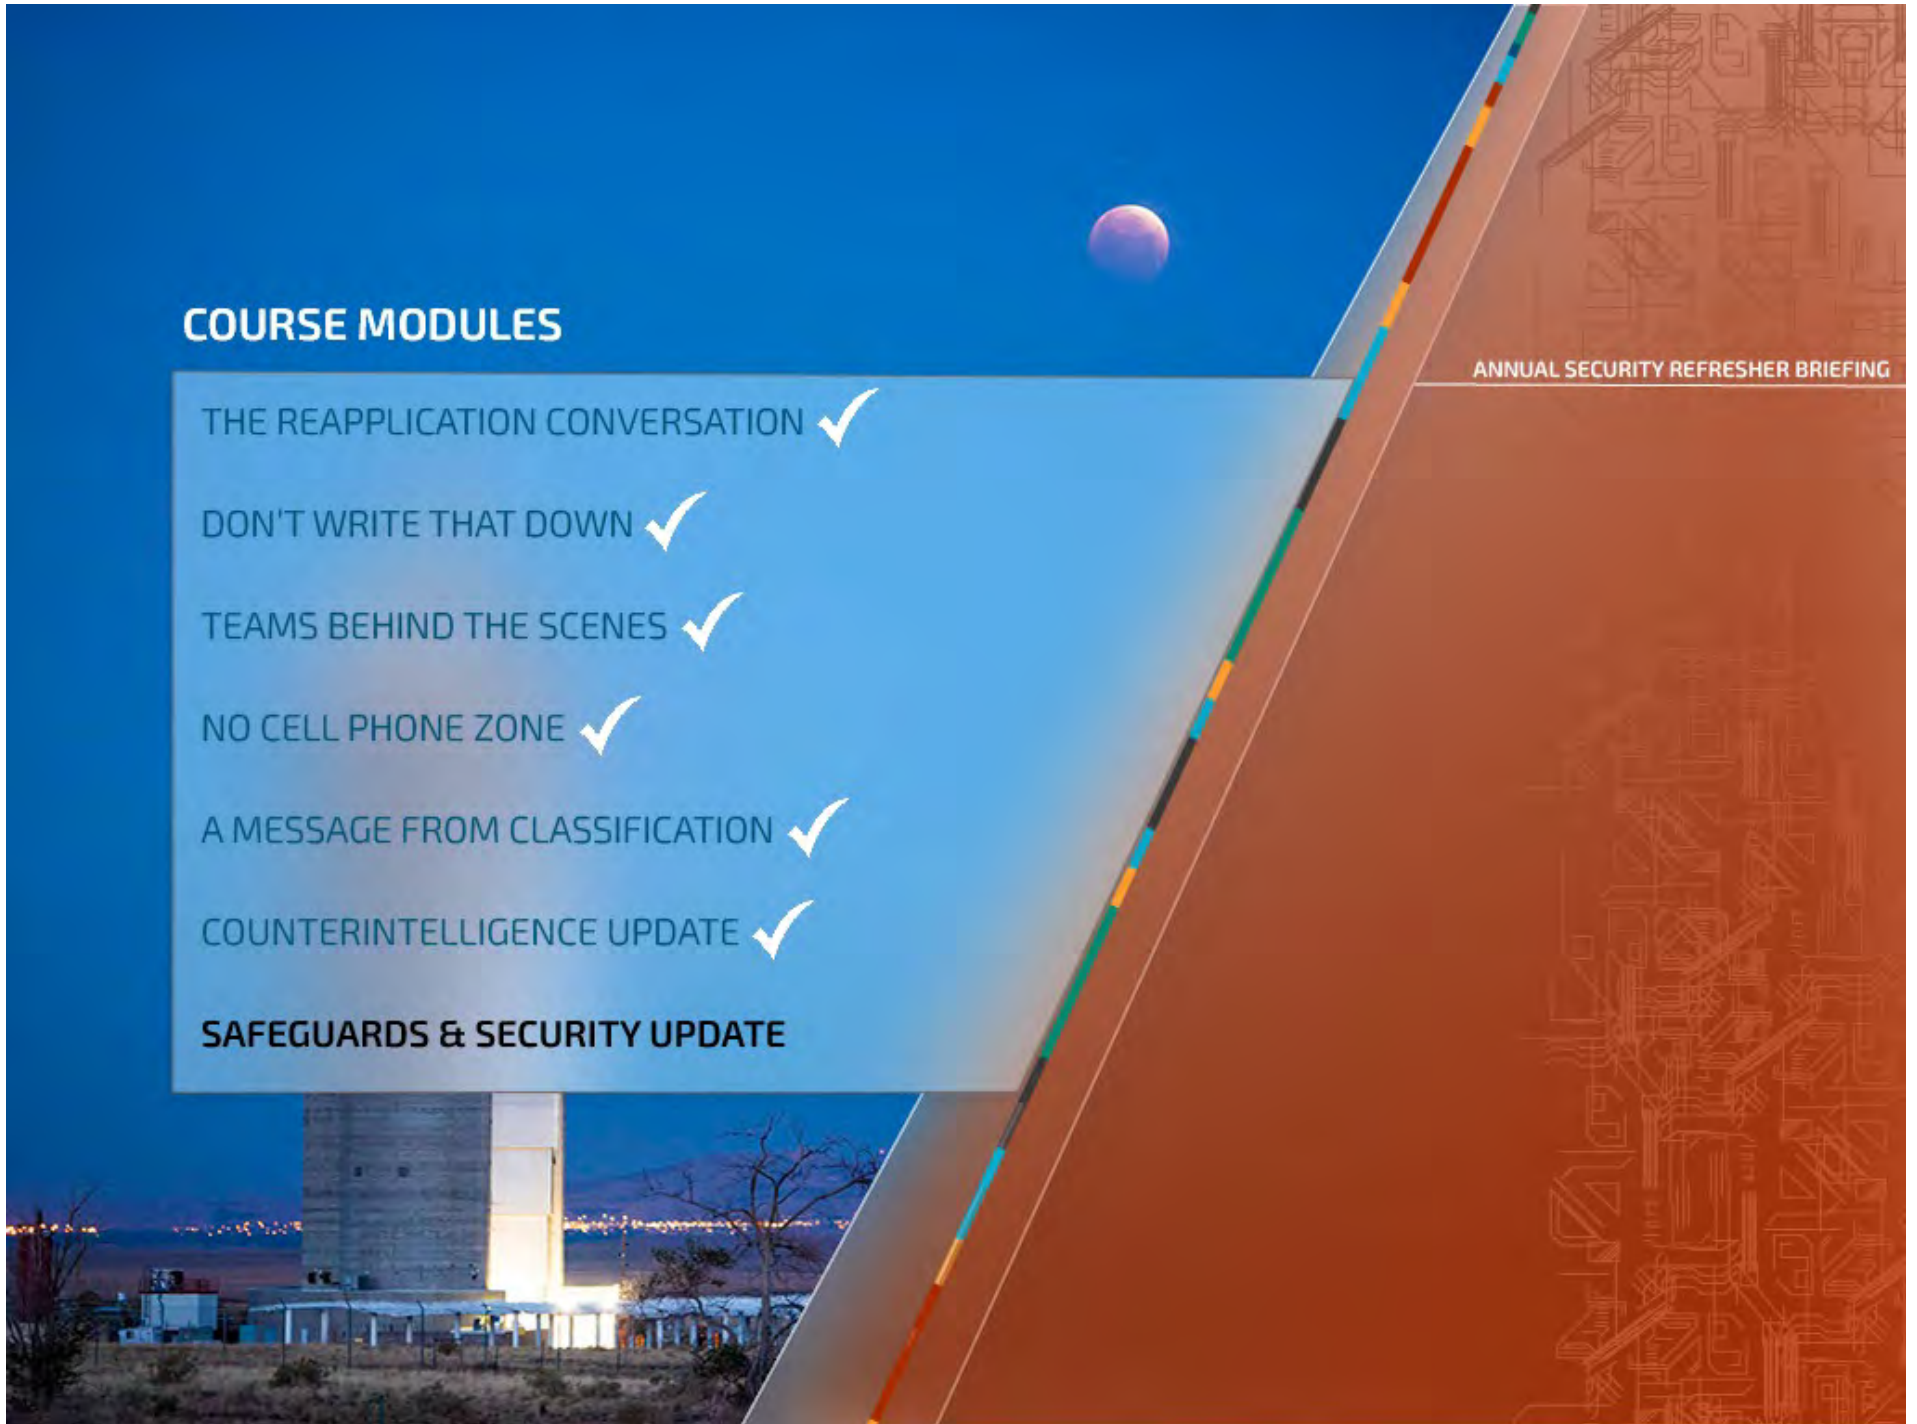 COURSE MODULES
ANNUAL SECURITY REFRESHER BRIEFING
THE REAPPLICATION CONVERSATION
DON'T WRITE THAT DOWN
TEAMS BEHIND THE SCENES
NO CELL PHONE ZONE
A MESSAGE FROM CLASSIFICATION
COUNTERINTELLIGENCE UPDATE
SAFEGUARDS & SECURITY UPDATE